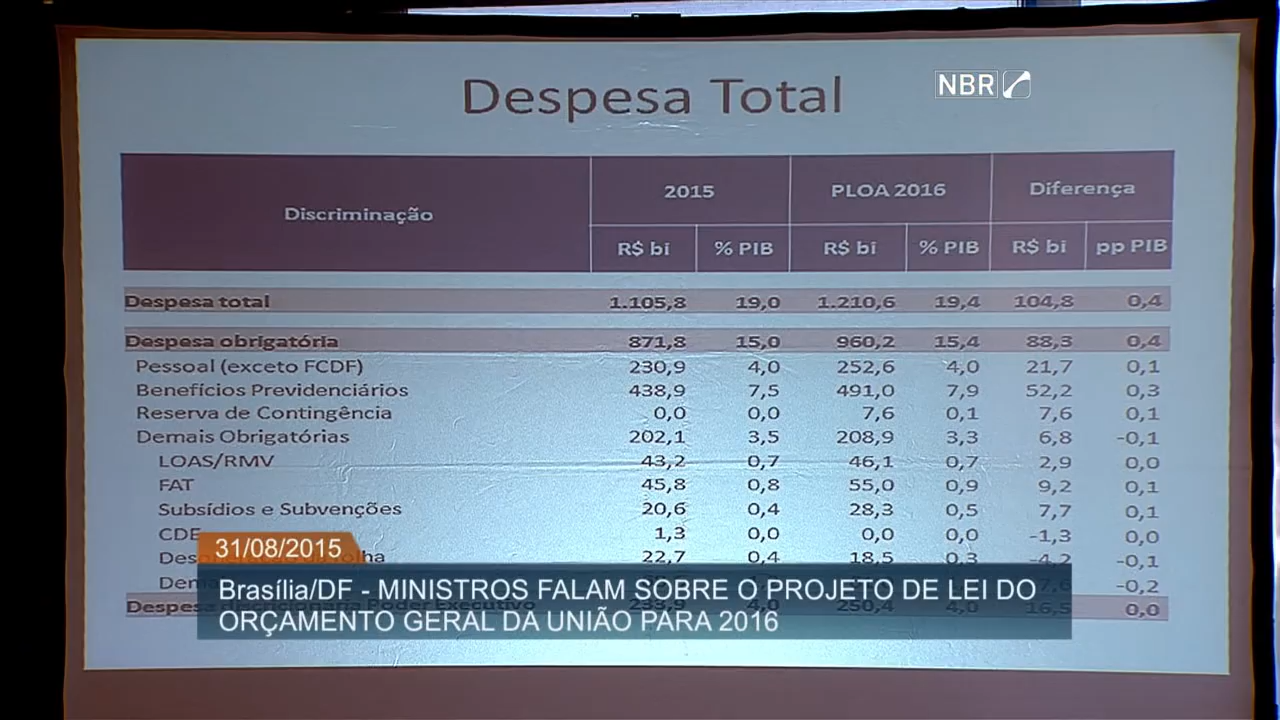 Despesa Total
NBR
Discriminação 2015 PLOA 2016 Diferença
R$ bi % PIB R$ bi % PIB R$ bi pp PIB
Despesa total 1.105,8 19,0 1.210,6 19,4 104,8 0,4
Despesa obrigatória 871,8 15,0 960,2 15,4 88,3 0,4
Pessoal (exceto FCDF) 230,9 4,0 252,6 4,0 21,7 0,1
Benefícios Previdenciários 438,9 7,5 491,0 7,9 52,2 0,3
Reserva de Contingência 0,0 0,0 7,6 0,1 7,6 0,1
Demais Obrigatórias 202,1 3,5 208,9 3,3 6,8 -0,1
LOAS/RMV 43,2 0,7 46,1 0,7 2,9 0,0
FAT 45,8 0,8 55,0 0,9 9,2 0,1
Subsídios e Subvenções 20,6 0,4 28,3 0,5 7,7 0,1
CDE 1,3 0,0 0,0 0,0 -1,3 0,0
22,7 0,4 18,5 0,3 -4,2 -0,1
-0,2
Despesa discricionária Poder Executivo 233,9 4,0 250,4 4,0 16,5 0,0
31/08/2015
Brasília/DF - MINISTROS FALAM SOBRE O PROJETO DE LEI DO
ORÇAMENTO GERAL DA UNIÃO PARA 2016